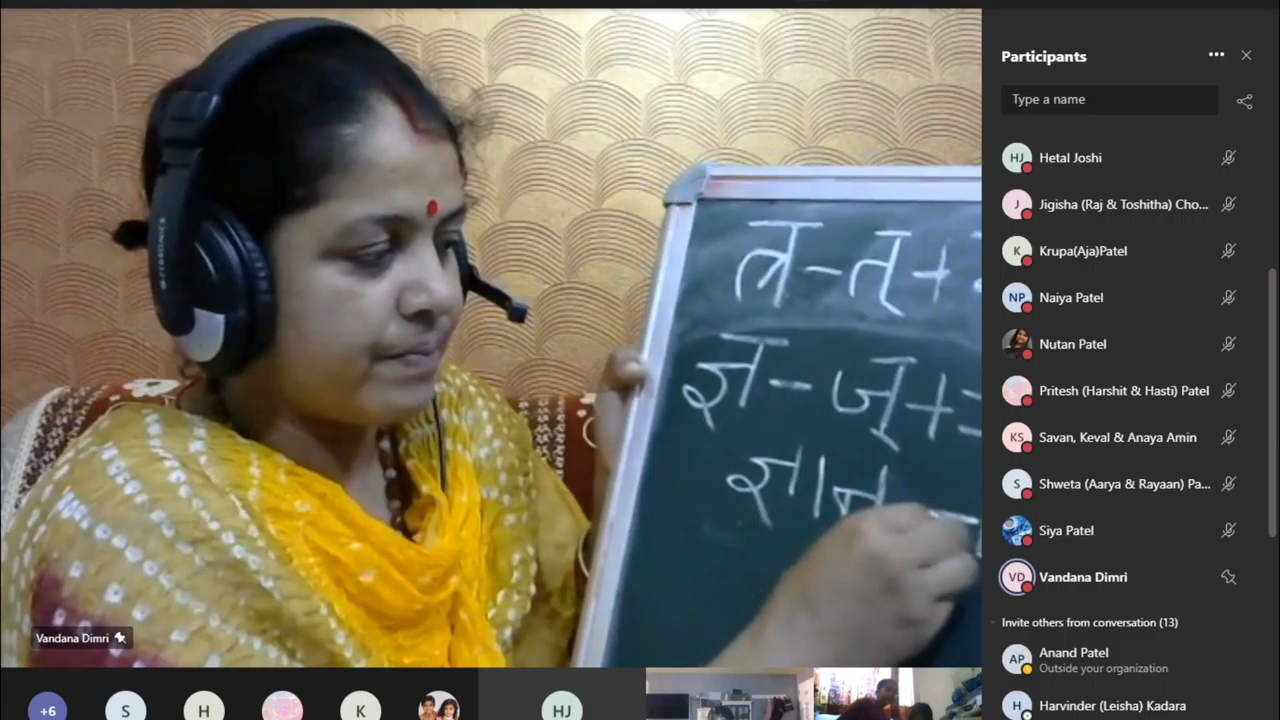 Participants
Type a name
HJ Hetal Joshi
J Jigisha (Raj & Toshitha) Cho...
K Krupa(Aja)Patel
NP Naiya Patel
Nutan Patel
Pritesh (Harshit & Hasti) Patel
KS Savan, Keval & Anaya Amin
S Shweta (Aarya & Rayaan) Pa...
Siya Patel
VD Vandana Dimri
Invite others from conversation (13)
AP Anand Patel
Outside your organization
H Harvinder (Leisha) Kadara
त्र - त् +
ज्ञ - ज् +
ज्ञान
ZEBRONICS
Vandana Dimri
+6 S H K HJ